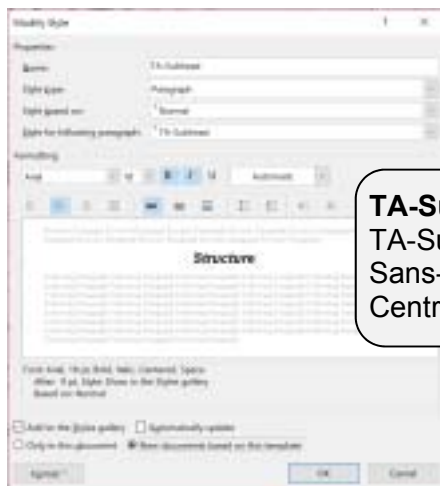 Modify Style
? ×
Properties
Name: TA-Subhead
Style type: Paragraph
Style based on: ¶ Normal
Style for following paragraph: ¶ TA-Subhead
Formatting
Arial B I U Automatic
Structure
TA-Su
TA-Su
Sans-
Centr
Font: Arial, Bold, Italic, Centered, Space
After: 0 pt, Style: Show in the Styles gallery
Based on: Normal
Add to the Styles gallery Automatically update
Only in this document New documents based on this template
Format OK Cancel